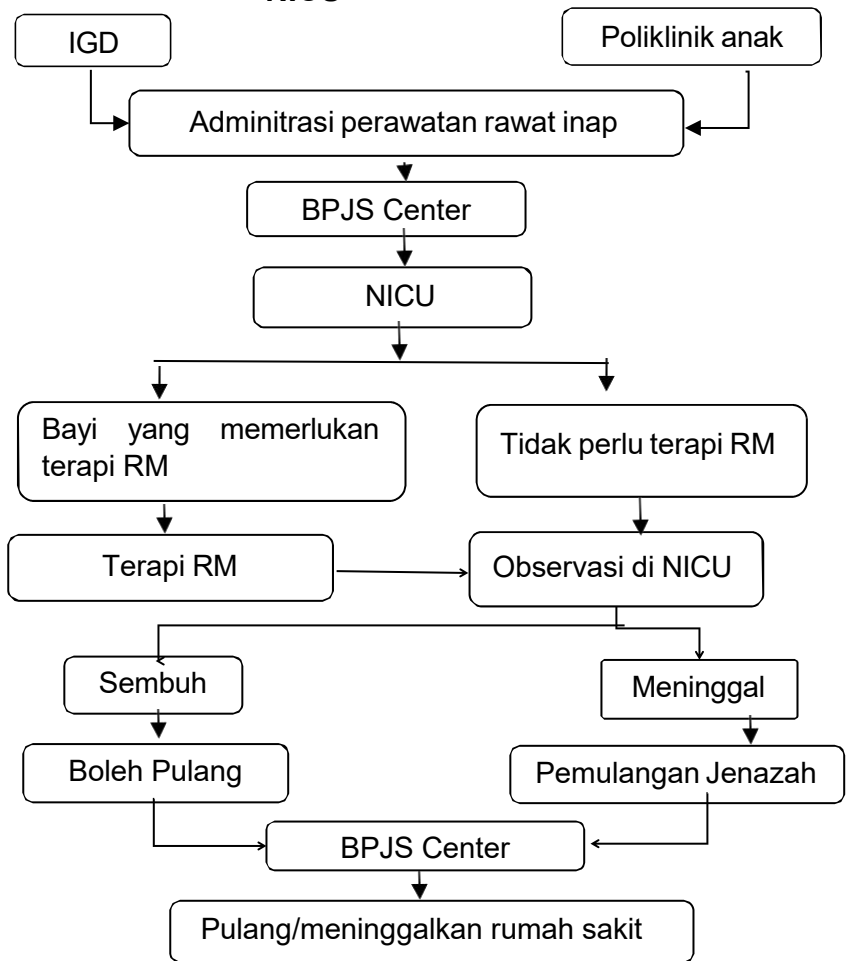 IGD
Poliklinik anak
Adminitrasi perawatan rawat inap
BPJS Center
NICU
Bayi yang memerlukan
terapi RM
Tidak perlu terapi RM
Terapi RM
Observasi di NICU
Sembuh
Meninggal
Boleh Pulang
Pemulangan Jenazah
BPJS Center
Pulang/meninggalkan rumah sakit